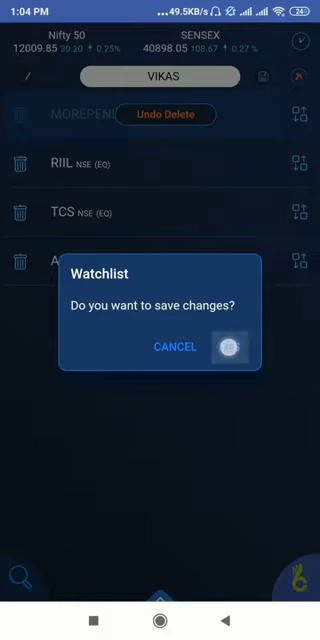 1:04 PM ...49.5KB/s 24
Nifty 50 SENSEX
12009.85 30.20 0.25% 40898.05 108.67 0.27 %
VIKAS
MOREPENL Undo Delete
RIIL NSE (EQ)
TCS NSE (EQ)
A
Watchlist
Do you want to save changes?
CANCEL YES